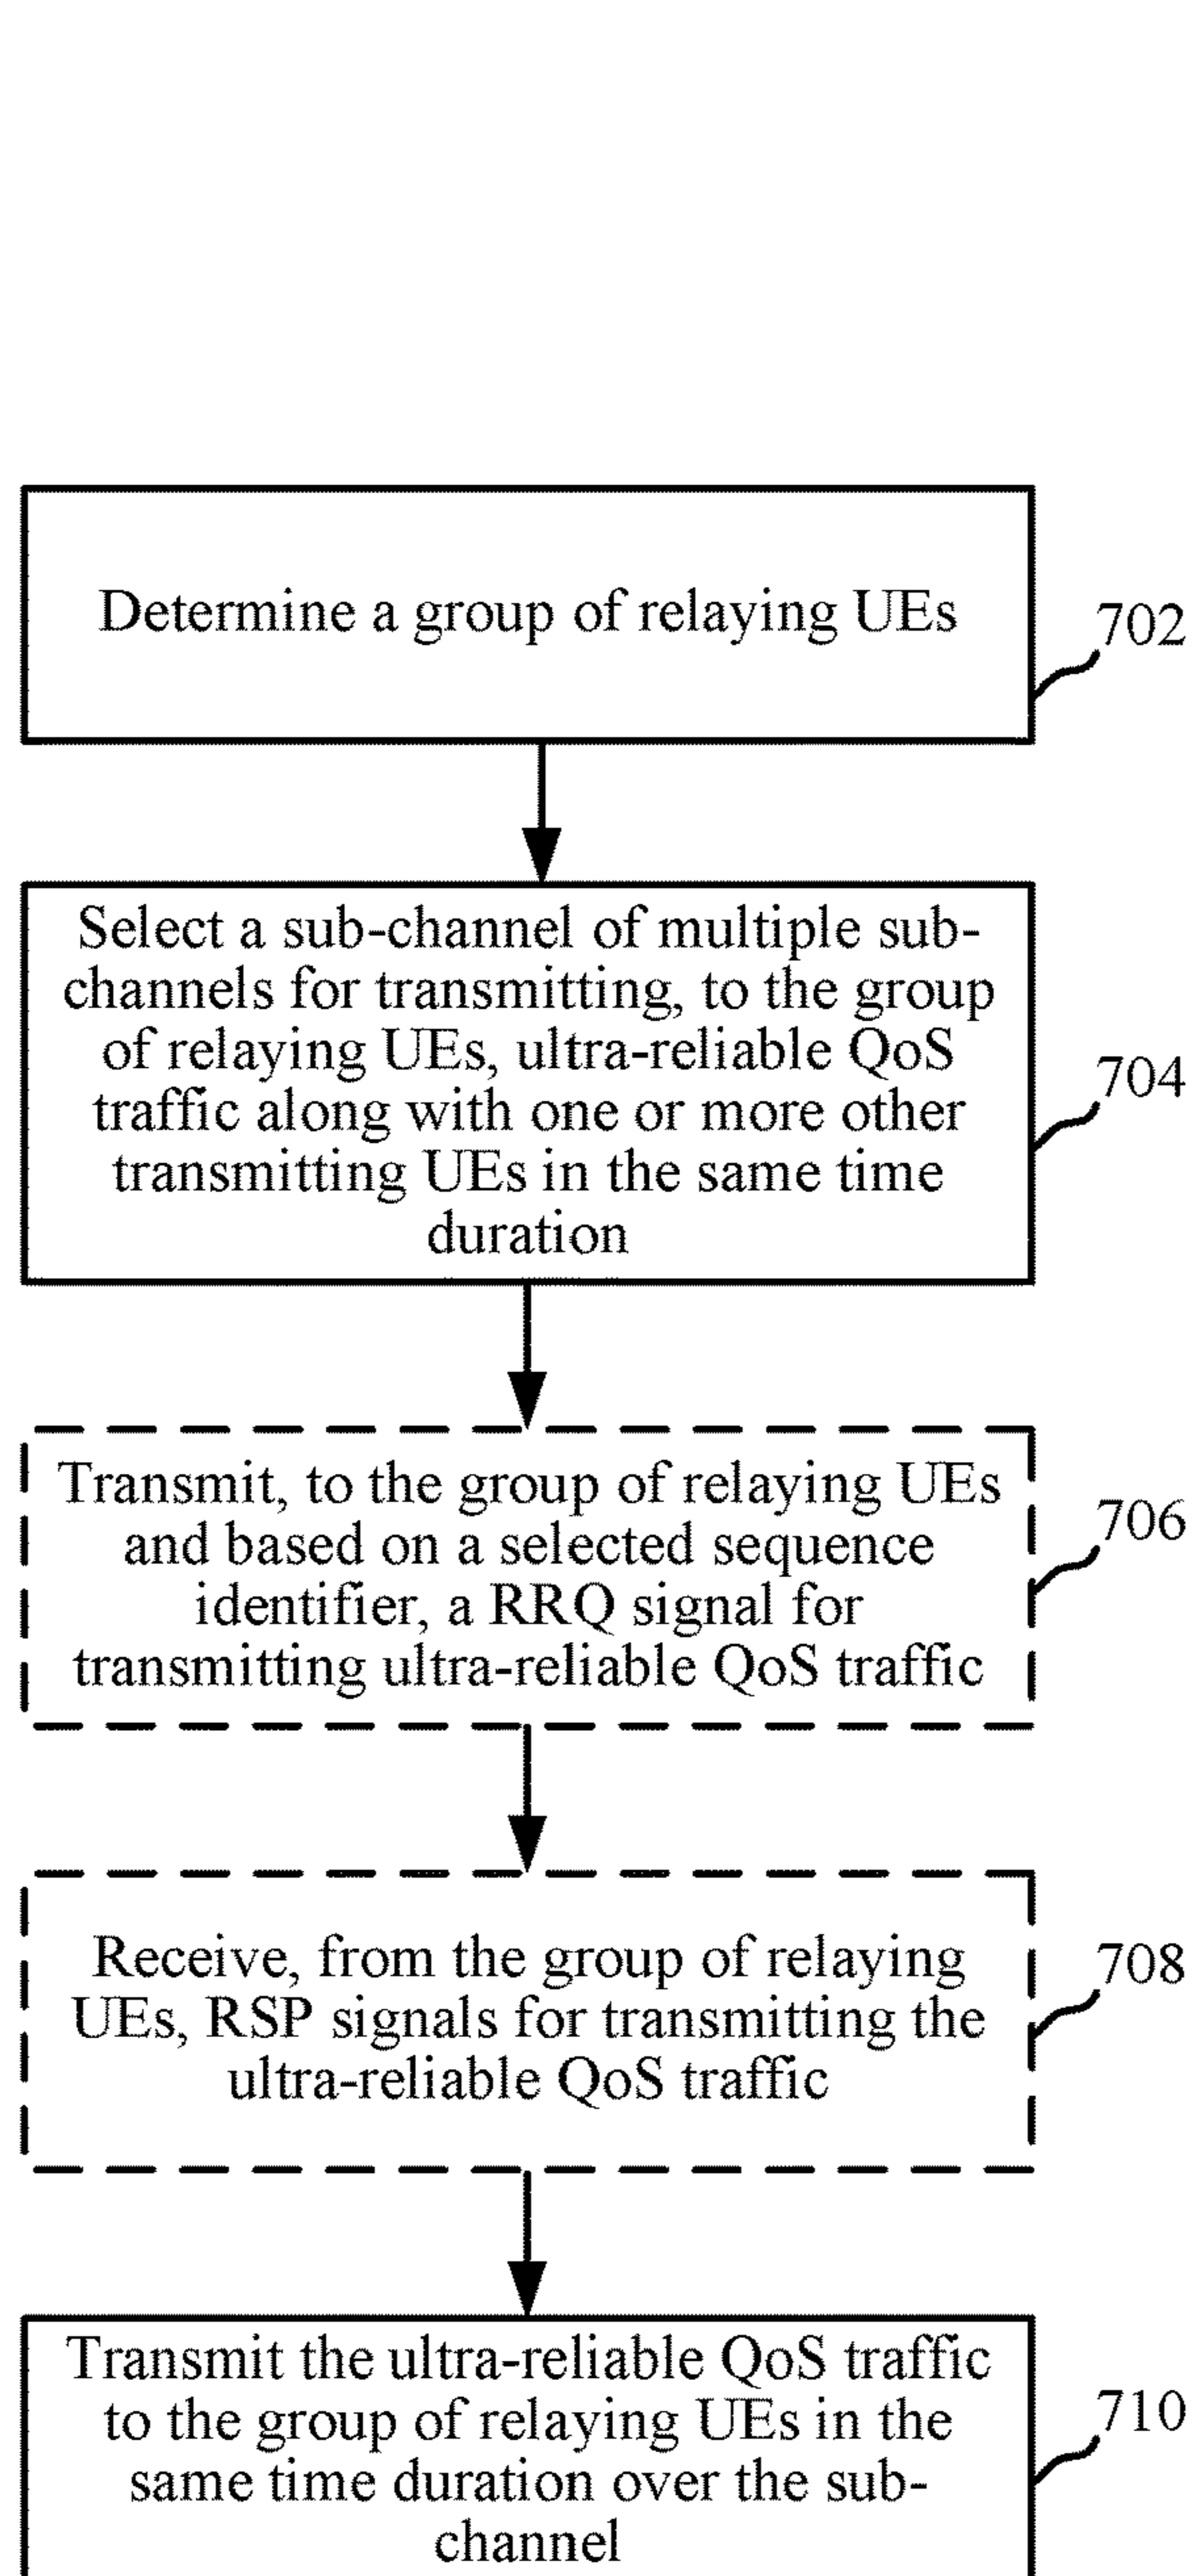 Determine a group of relaying UEs
702
Select a sub-channel of multiple sub-
channels for transmitting, to the group
of relaying UEs, ultra-reliable QoS
traffic along with one or more other
transmitting UEs in the same time
duration
704
Transmit, to the group of relaying UEs
and based on a selected sequence
identifier, a RRQ signal for
transmitting ultra-reliable QoS traffic
706
Receive, from the group of relaying
UEs, RSP signals for transmitting the
ultra-reliable QoS traffic
708
Transmit the ultra-reliable QoS traffic
to the group of relaying UEs in the
same time duration over the sub-
channel
710